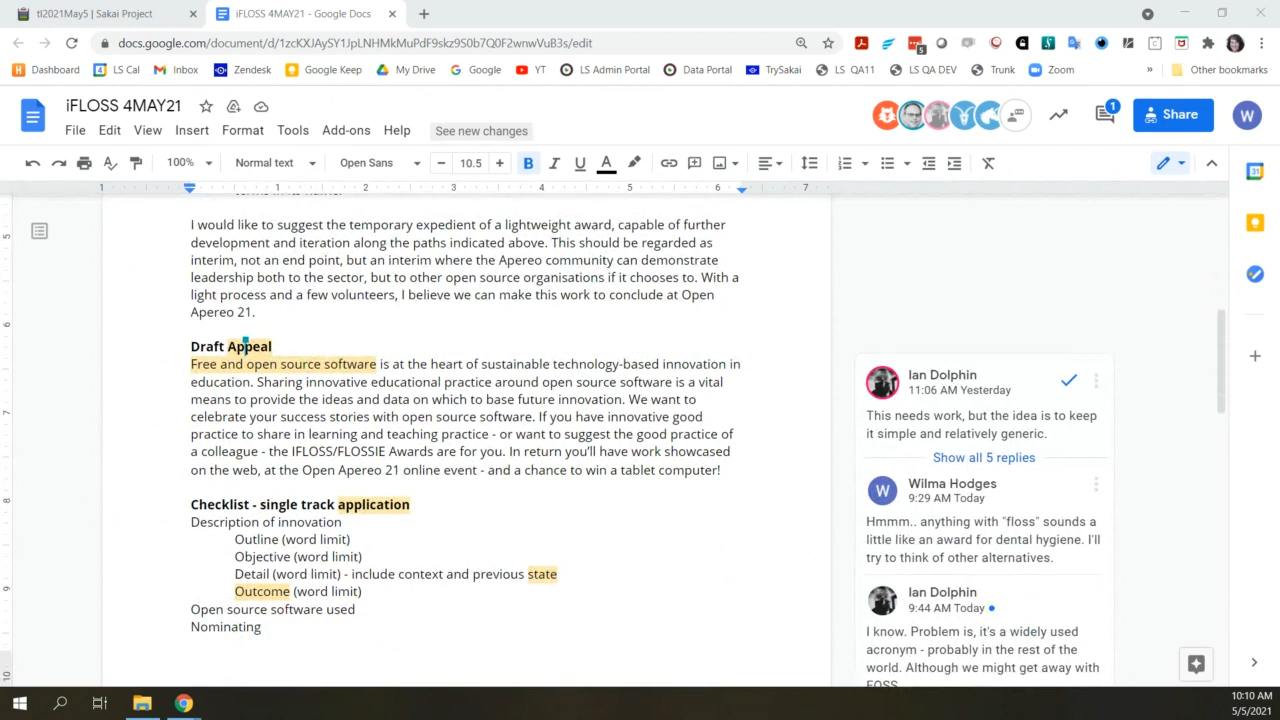 tl2021May5 | Sakai Project
iFLOSS 4MAY21 - Google Docs
docs.google.com/document/d/1zcKXJAySY1JpLNHMkMuPdF9skz9S0b7Q0F2wnwVuB3s/edit
5
Dashboard LS Cal Inbox Zendesk Google Keep My Drive Google YT LS Admin Portal Data Portal TrySakai LS QA11 LS QA DEV Trunk Zoom » Other bookmarks
iFLOSS 4MAY21
1
Share
W
File Edit View Insert Format Tools Add-ons Help See new changes
100% Normal text Open Sans 10.5 B I U A
31
1 1 2 3 4 5 6 7
I would like to suggest the temporary expedient of a lightweight award, capable of further
development and iteration along the paths indicated above. This should be regarded as
interim, not an end point, but an interim where the Apereo community can demonstrate
leadership both to the sector, but to other open source organisations if it chooses to. With a
light process and a few volunteers, I believe we can make this work to conclude at Open
Apereo 21.
Draft Appeal
Free and open source software is at the heart of sustainable technology-based innovation in
education. Sharing innovative educational practice around open source software is a vital
means to provide the ideas and data on which to base future innovation. We want to
celebrate your success stories with open source software. If you have innovative good
practice to share in learning and teaching practice - or want to suggest the good practice of
a colleague - the IFLOSS/FLOSSIE Awards are for you. In return you'll have work showcased
on the web, at the Open Apereo 21 online event - and a chance to win a tablet computer!
Checklist - single track application
Description of innovation
Outline (word limit)
Objective (word limit)
Detail (word limit) - include context and previous state
Outcome (word limit)
Open source software used
Nominating
5
6
7
8
9
10
Ian Dolphin
11:06 AM Yesterday
This needs work, but the idea is to keep
it simple and relatively generic.
Show all 5 replies
W
Wilma Hodges
9:29 AM Today
Hmmm.. anything with "floss" sounds a
little like an award for dental hygiene. I'll
try to think of other alternatives.
Ian Dolphin
9:44 AM Today
I know. Problem is, it's a widely used
acronym - probably in the rest of the
world. Although we might get away with
FOSS
10:10 AM
5/5/2021